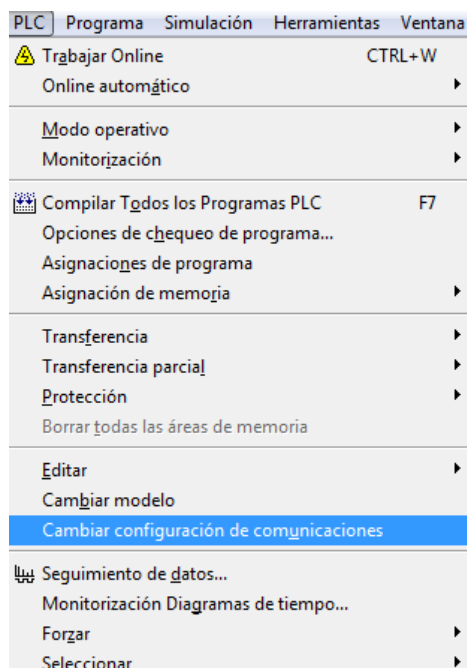 PLC Programa Simulación Herramientas Ventana
Trabajar Online CTRL+W
Online automático
Modo operativo
Monitorización
Compilar Todos los Programas PLC F7
Opciones de chequeo de programa...
Asignaciones de programa
Asignación de memoria
Transferencia
Transferencia parcial
Protección
Borrar todas las áreas de memoria
Editar
Cambiar modelo
Cambiar configuración de comunicaciones
Seguimiento de datos...
Monitorización Diagramas de tiempo...
Forzar
Seleccionar